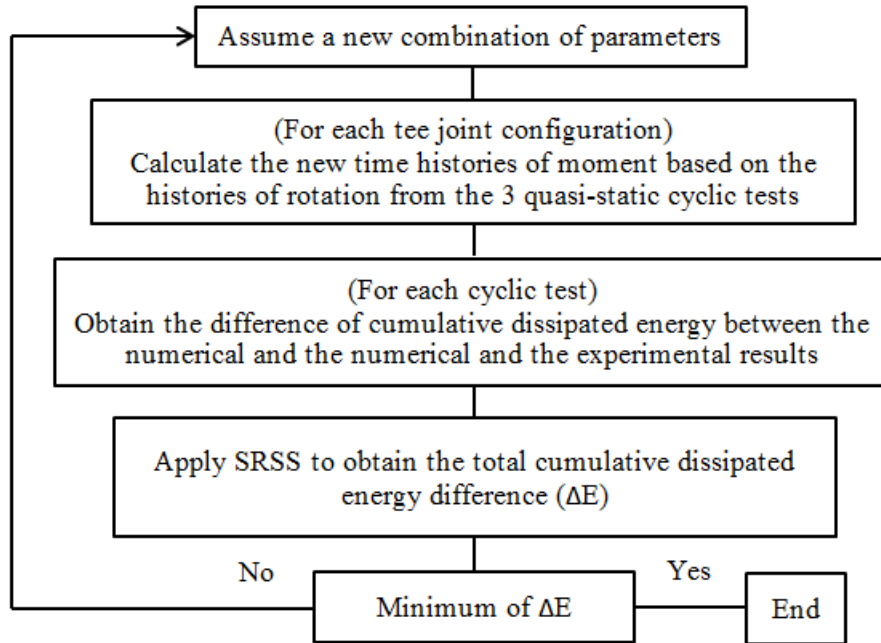 Assume a new combination of parameters
(For each tee joint configuration)
Calculate the new time histories of moment based on the
histories of rotation from the 3 quasi-static cyclic tests
(For each cyclic test)
Obtain the difference of cumulative dissipated energy between the
numerical and the numerical and the experimental results
Apply SRSS to obtain the total cumulative dissipated
energy difference (ΔE)
No
Yes
Minimum of ΔE
End